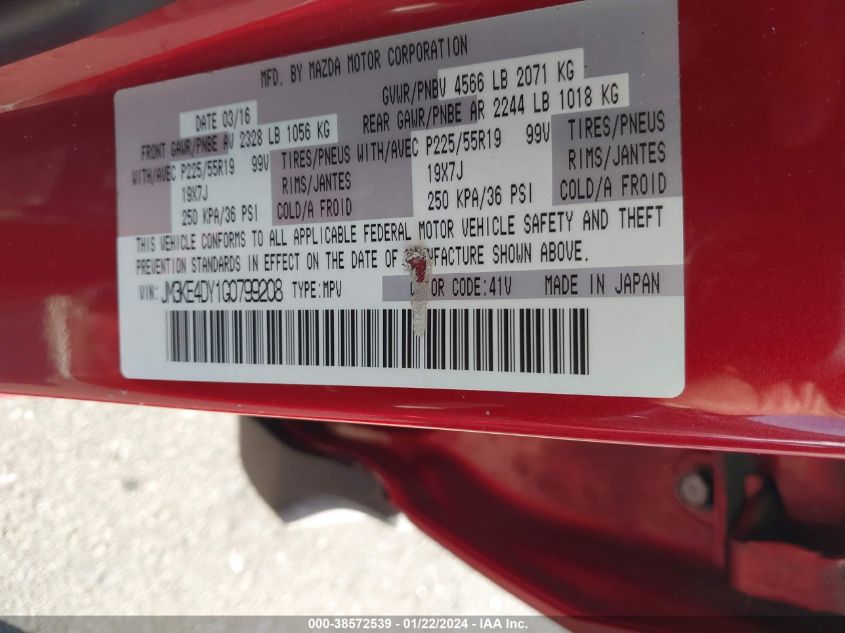 MFD. BY MAZDA MOTOR CORPORATION
DATE 03/16 GVWR/PNBV 4566 LB 2071 KG
FRONT GAWR/PNBE AV 2328 LB 1056 KG REAR GAWR/PNBE AR 2244 LB 1018 KG
WITH/AVEC P225/55R19 99V TIRES/PNEUS WITH/AVEC P225/55R19 99V TIRES/PNEUS
19X7J RIMS/JANTES 19X7J RIMS/JANTES
250 KPA/36 PSI COLD/A FROID 250 KPA/36 PSI COLD/A FROID
THIS VEHICLE CONFORMS TO ALL APPLICABLE FEDERAL MOTOR VEHICLE SAFETY AND THEFT
PREVENTION STANDARDS IN EFFECT ON THE DATE OF FACTURE SHOWN ABOVE.
VIN: JM3KE4DY1G0799208 TYPE:MPV OR CODE:41V MADE IN JAPAN
000-38572539 - 01/22/2024 - IAA Inc.